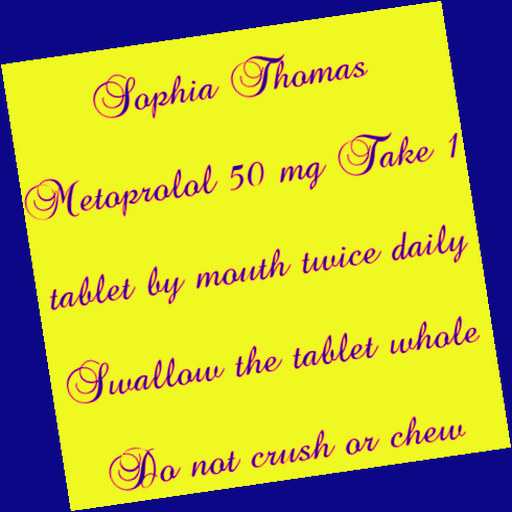 Sophia Thomas
Metoprolol 50 mg Take 1
tablet by mouth twice daily
Swallow the tablet whole
Do not crush or chew